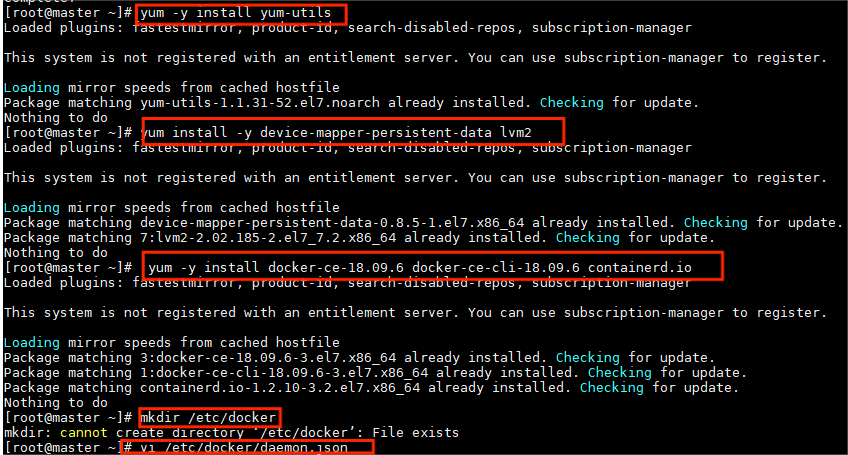 Complete!
[root@master ~]# yum -y install yum-utils
Loaded plugins: fastestmirror, product-id, search-disabled-repos, subscription-manager
This system is not registered with an entitlement server. You can use subscription-manager to register.
Loading mirror speeds from cached hostfile
Package matching yum-utils-1.1.31-52.el7.noarch already installed. Checking for update.
Nothing to do
[root@master ~]# yum install -y device-mapper-persistent-data lvm2
Loaded plugins: fastestmirror, product-id, search-disabled-repos, subscription-manager
This system is not registered with an entitlement server. You can use subscription-manager to register.
Loading mirror speeds from cached hostfile
Package matching device-mapper-persistent-data-0.8.5-1.el7.x86_64 already installed. Checking for update.
Package matching 7:lvm2-2.02.185-2.el7_7.2.x86_64 already installed. Checking for update.
Nothing to do
[root@master ~]# yum -y install docker-ce-18.09.6 docker-ce-cli-18.09.6 containerd.io
Loaded plugins: fastestmirror, product-id, search-disabled-repos, subscription-manager
This system is not registered with an entitlement server. You can use subscription-manager to register.
Loading mirror speeds from cached hostfile
Package matching 3:docker-ce-18.09.6-3.el7.x86_64 already installed. Checking for update.
Package matching 1:docker-ce-cli-18.09.6-3.el7.x86_64 already installed. Checking for update.
Package matching containerd.io-1.2.10-3.2.el7.x86_64 already installed. Checking for update.
Nothing to do
[root@master ~]# mkdir /etc/docker
mkdir: cannot create directory ‘/etc/docker’: File exists
[root@master ~]# vi /etc/docker/daemon.json